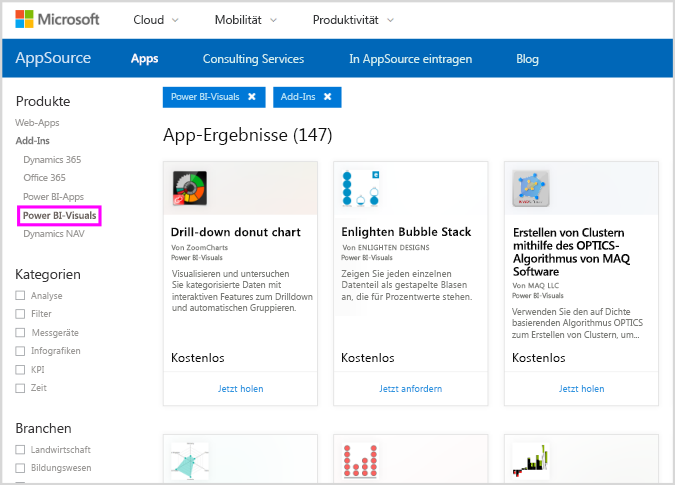 Microsoft Cloud Mobilität Produktivität
AppSource Apps Consulting Services In AppSource eintragen Blog
Produkte
Web-Apps
Add-Ins
Dynamics 365
Office 365
Power BI-Apps
Power BI-Visuals
Dynamics NAV
Kategorien
Analyse
Filter
Messgeräte
Infografiken
KPI
Zeit
Branchen
Landwirtschaft
Bildungswesen
Power BI-Visuals ✖ Add-Ins ✖
App-Ergebnisse (147)
Drill-down donut chart
Von ZoomCharts
Power BI-Visuals
Visualisieren und untersuchen
Sie kategorisierte Daten mit
interaktiven Features zum Drilldown
und automatischen Gruppieren.
Kostenlos
Jetzt holen
Enlighten Bubble Stack
Von ENLIGHTEN DESIGNS
Power BI-Visuals
Zeigen Sie jeden einzelnen
Datenteil als gestapelte Blasen
an, die für Prozentwerte stehen.
Kostenlos
Jetzt anfordern
Erstellen von Clustern
mithilfe des OPTICS-
Algorithmus von MAQ
Software
Von MAQ LLC
Power BI-Visuals
Verwenden Sie den auf Dichte
basierenden Algorithmus OPTICS
zum Erstellen von Clustern, um...
Kostenlos
Jetzt holen